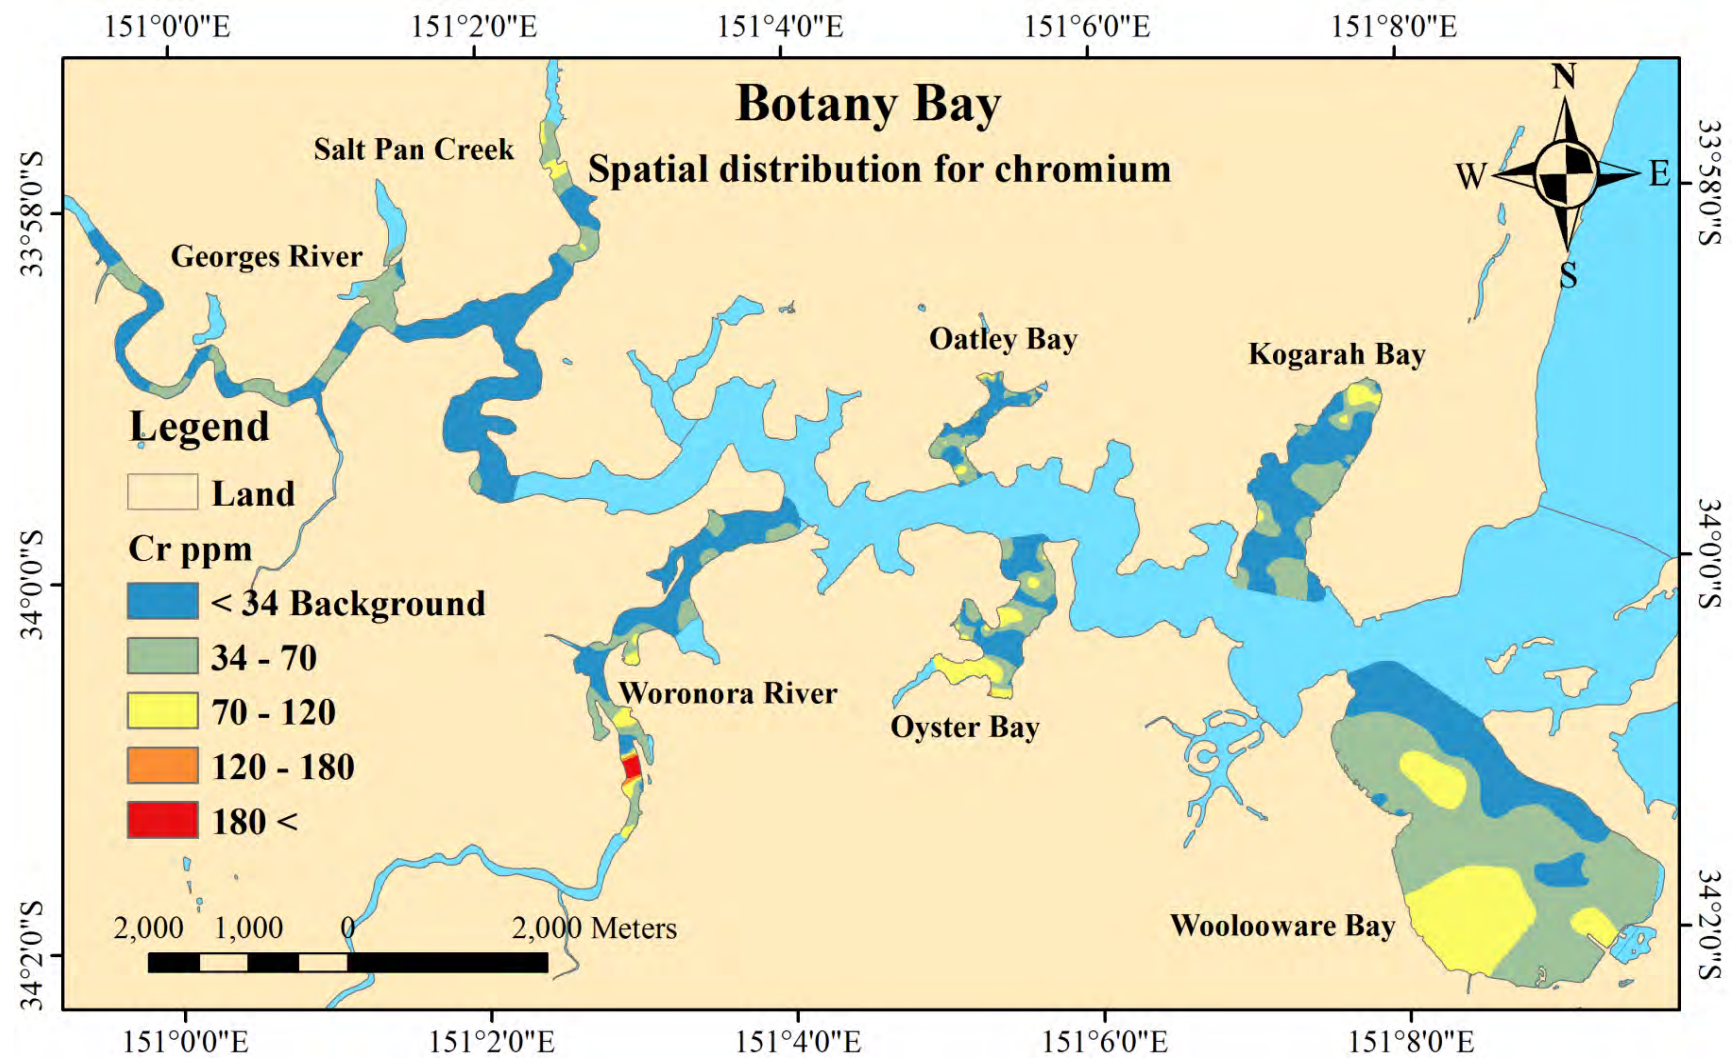 151°0'0"E 151°2'0"E 151°4'0"E 151°6'0"E 151°8'0"E
Botany Bay
Spatial distribution for chromium
N
W E
S
Salt Pan Creek
Georges River
33°58'0"S
33°58'0"S
Oatley Bay
Kogarah Bay
Legend
Land
Cr ppm
< 34 Background
34 - 70
70 - 120
120 - 180
180 <
34°0'0"S
34°0'0"S
Woronora River
Oyster Bay
Woolooware Bay
2,000 1,000 0 2,000 Meters
34°2'0"S
34°2'0"S
151°0'0"E 151°2'0"E 151°4'0"E 151°6'0"E 151°8'0"E